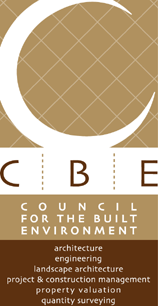 C B E
COUNCIL
FOR THE BUILT
ENVIRONMENT
architecture
engineering
landscape architecture
project & construction management
property valuation
quantity surveying